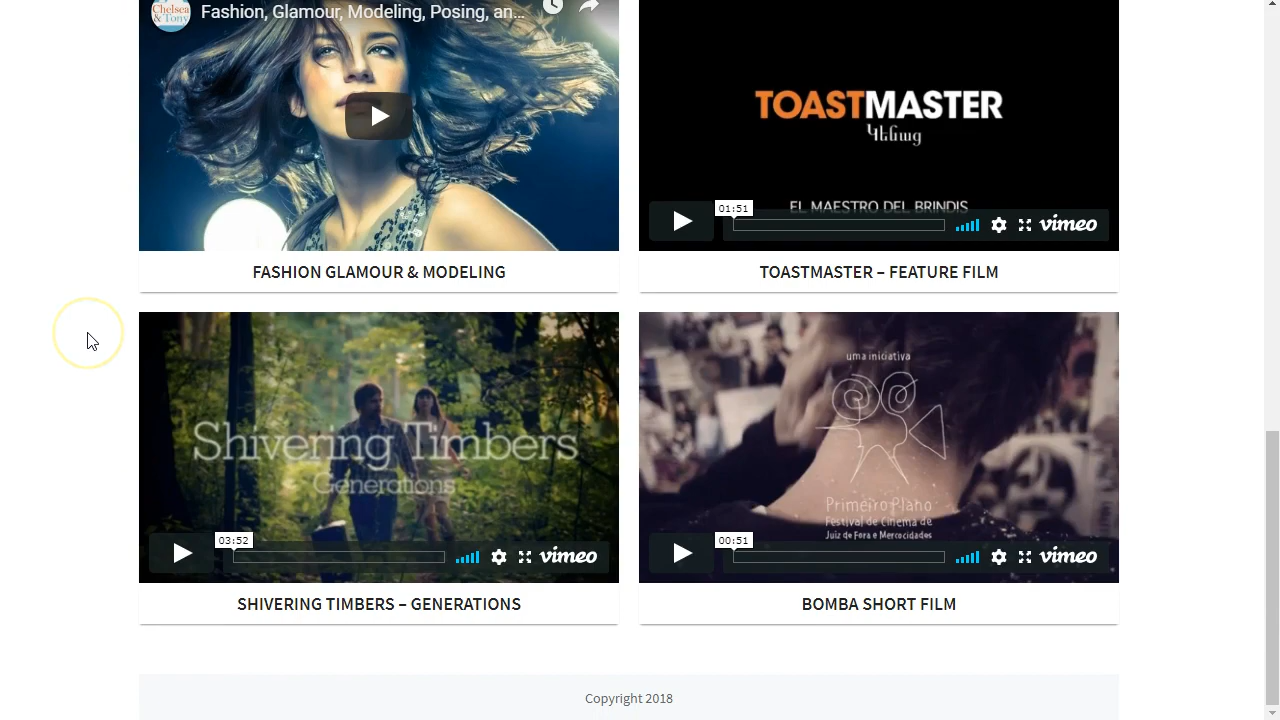 Chelsea
& Tony
Fashion, Glamour, Modeling, Posing, an...
TOASTMASTER
Կենաց
EL MAESTRO DEL BRINDIS
01:51
vimeo
FASHION GLAMOUR & MODELING
TOASTMASTER – FEATURE FILM
Shivering Timbers
Generations
03:52
vimeo
uma iniciativa
Primeiro Plano
Festival de Cinema de
Juiz de Fora e Mercocidades
00:51
vimeo
SHIVERING TIMBERS – GENERATIONS
BOMBA SHORT FILM
Copyright 2018